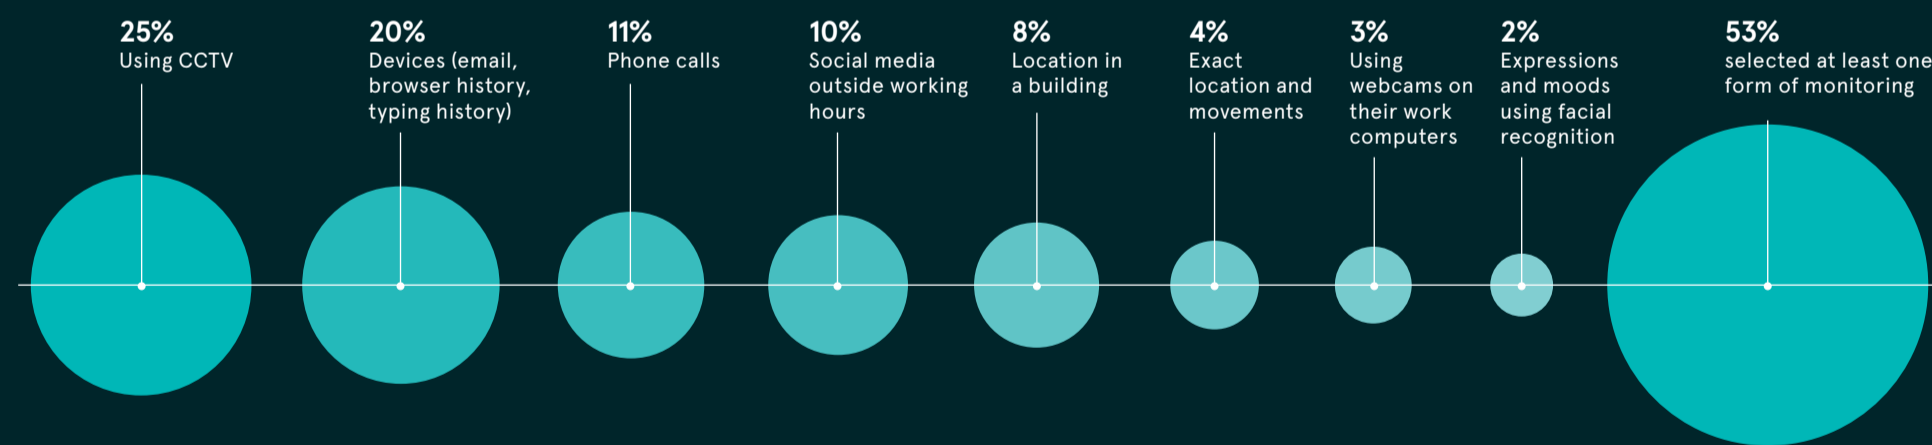 25%
Using CCTV
20%
Devices (email,
browser history,
typing history)
11%
Phone calls
10%
Social media
outside working
hours
8%
Location in
a building
4%
Exact
location and
movements
3%
Using
webcams on
their work
computers
2%
Expressions
and moods
using facial
recognition
53%
selected at least one
form of monitoring